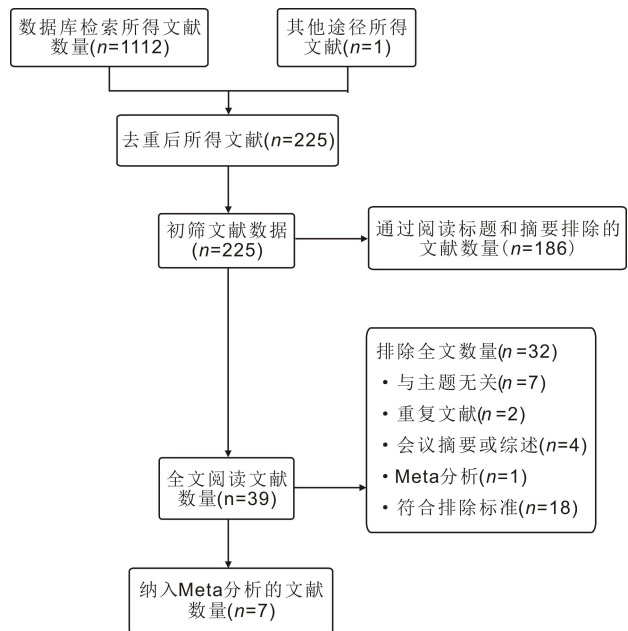 数据库检索所得文献
数量(n=1112)
其他途径所得
文献(n=1)
去重后所得文献(n=225)
初筛文献数据
(n=225)
通过阅读标题和摘要排除的
文献数量(n=186)
排除全文数量(n=32)
・与主题无关(n=7)
・重复文献(n=2)
・会议摘要或综述(n=4)
・Meta分析(n=1)
・符合排除标准(n=18)
全文阅读文献
数量(n=39)
纳入Meta分析的文献
数量(n=7)